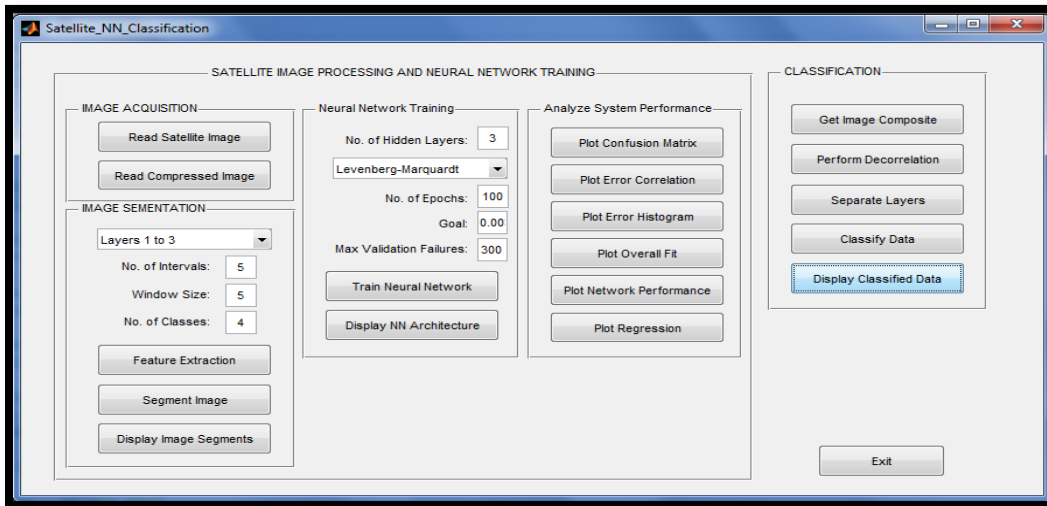 Satellite_NN_Classification
SATELLITE IMAGE PROCESSING AND NEURAL NETWORK TRAINING
IMAGE ACQUISITION
Read Satellite Image
Read Compressed Image
IMAGE SEMENTATION
Layers 1 to 3
No. of Intervals: 5
Window Size: 5
No. of Classes: 4
Feature Extraction
Segment Image
Display Image Segments
Neural Network Training
No. of Hidden Layers: 3
Levenberg-Marquardt
No. of Epochs: 100
Goal: 0.00
Max Validation Failures: 300
Train Neural Network
Display NN Architecture
Analyze System Performance
Plot Confusion Matrix
Plot Error Correlation
Plot Error Histogram
Plot Overall Fit
Plot Network Performance
Plot Regression
CLASSIFICATION
Get Image Composite
Perform Decorrelation
Separate Layers
Classify Data
Display Classified Data
Exit